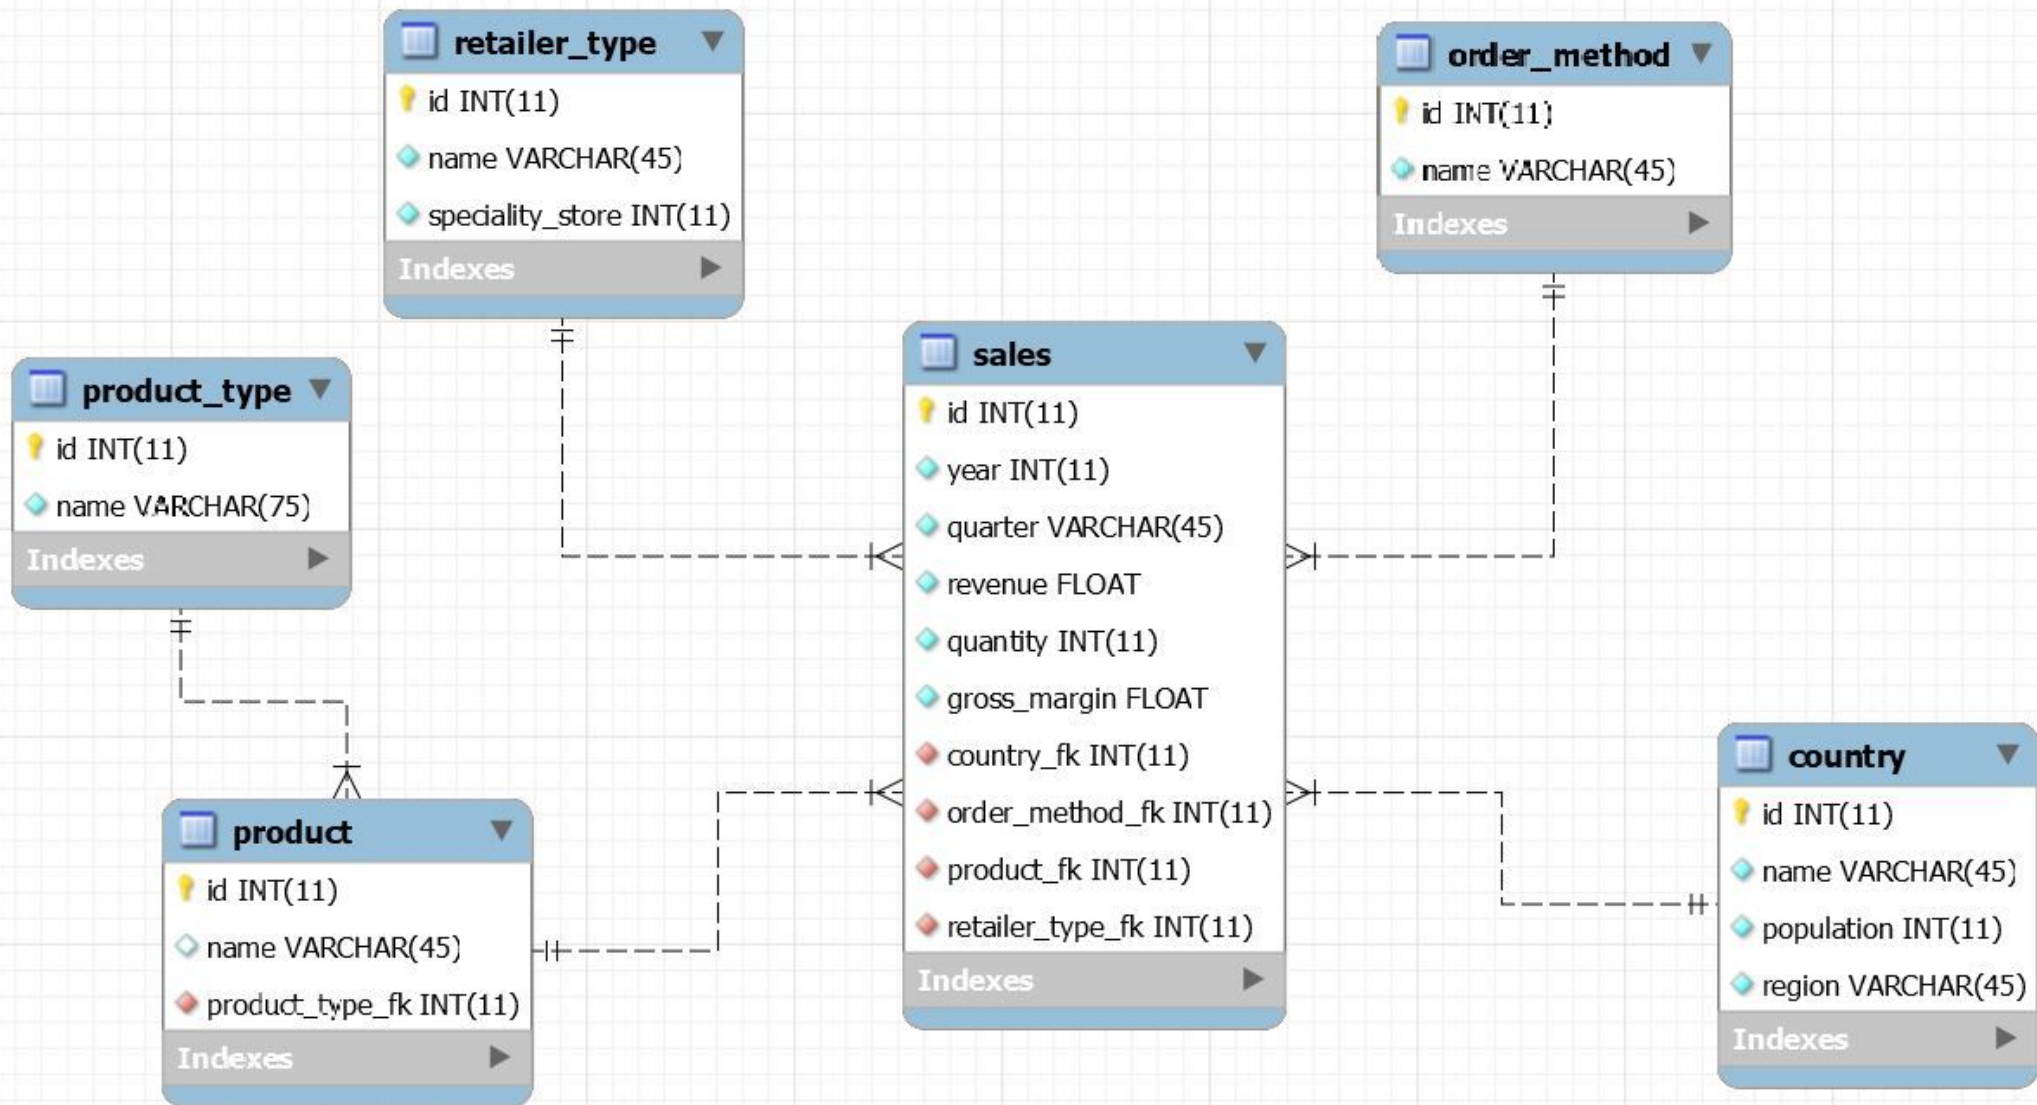 retailer_type
id INT(11)
name VARCHAR(45)
speciality_store INT(11)
Indexes
order_method
id INT(11)
name VARCHAR(45)
Indexes
product_type
id INT(11)
name VARCHAR(75)
Indexes
sales
id INT(11)
year INT(11)
quarter VARCHAR(45)
revenue FLOAT
quantity INT(11)
gross_margin FLOAT
country_fk INT(11)
order_method_fk INT(11)
product_fk INT(11)
retailer_type_fk INT(11)
Indexes
product
id INT(11)
name VARCHAR(45)
product_type_fk INT(11)
Indexes
country
id INT(11)
name VARCHAR(45)
population INT(11)
region VARCHAR(45)
Indexes